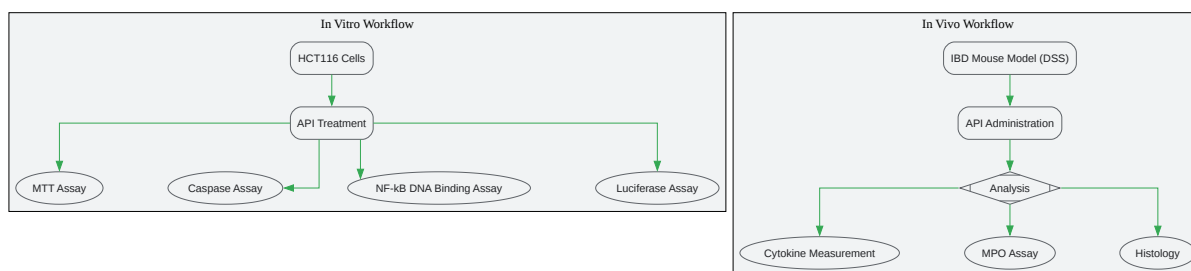 In Vitro Workflow
HCT116 Cells
API Treatment
MTT Assay
Caspase Assay
NF-kB DNA Binding Assay
Luciferase Assay
In Vivo Workflow
IBD Mouse Model (DSS)
API Administration
Analysis
Cytokine Measurement
MPO Assay
Histology